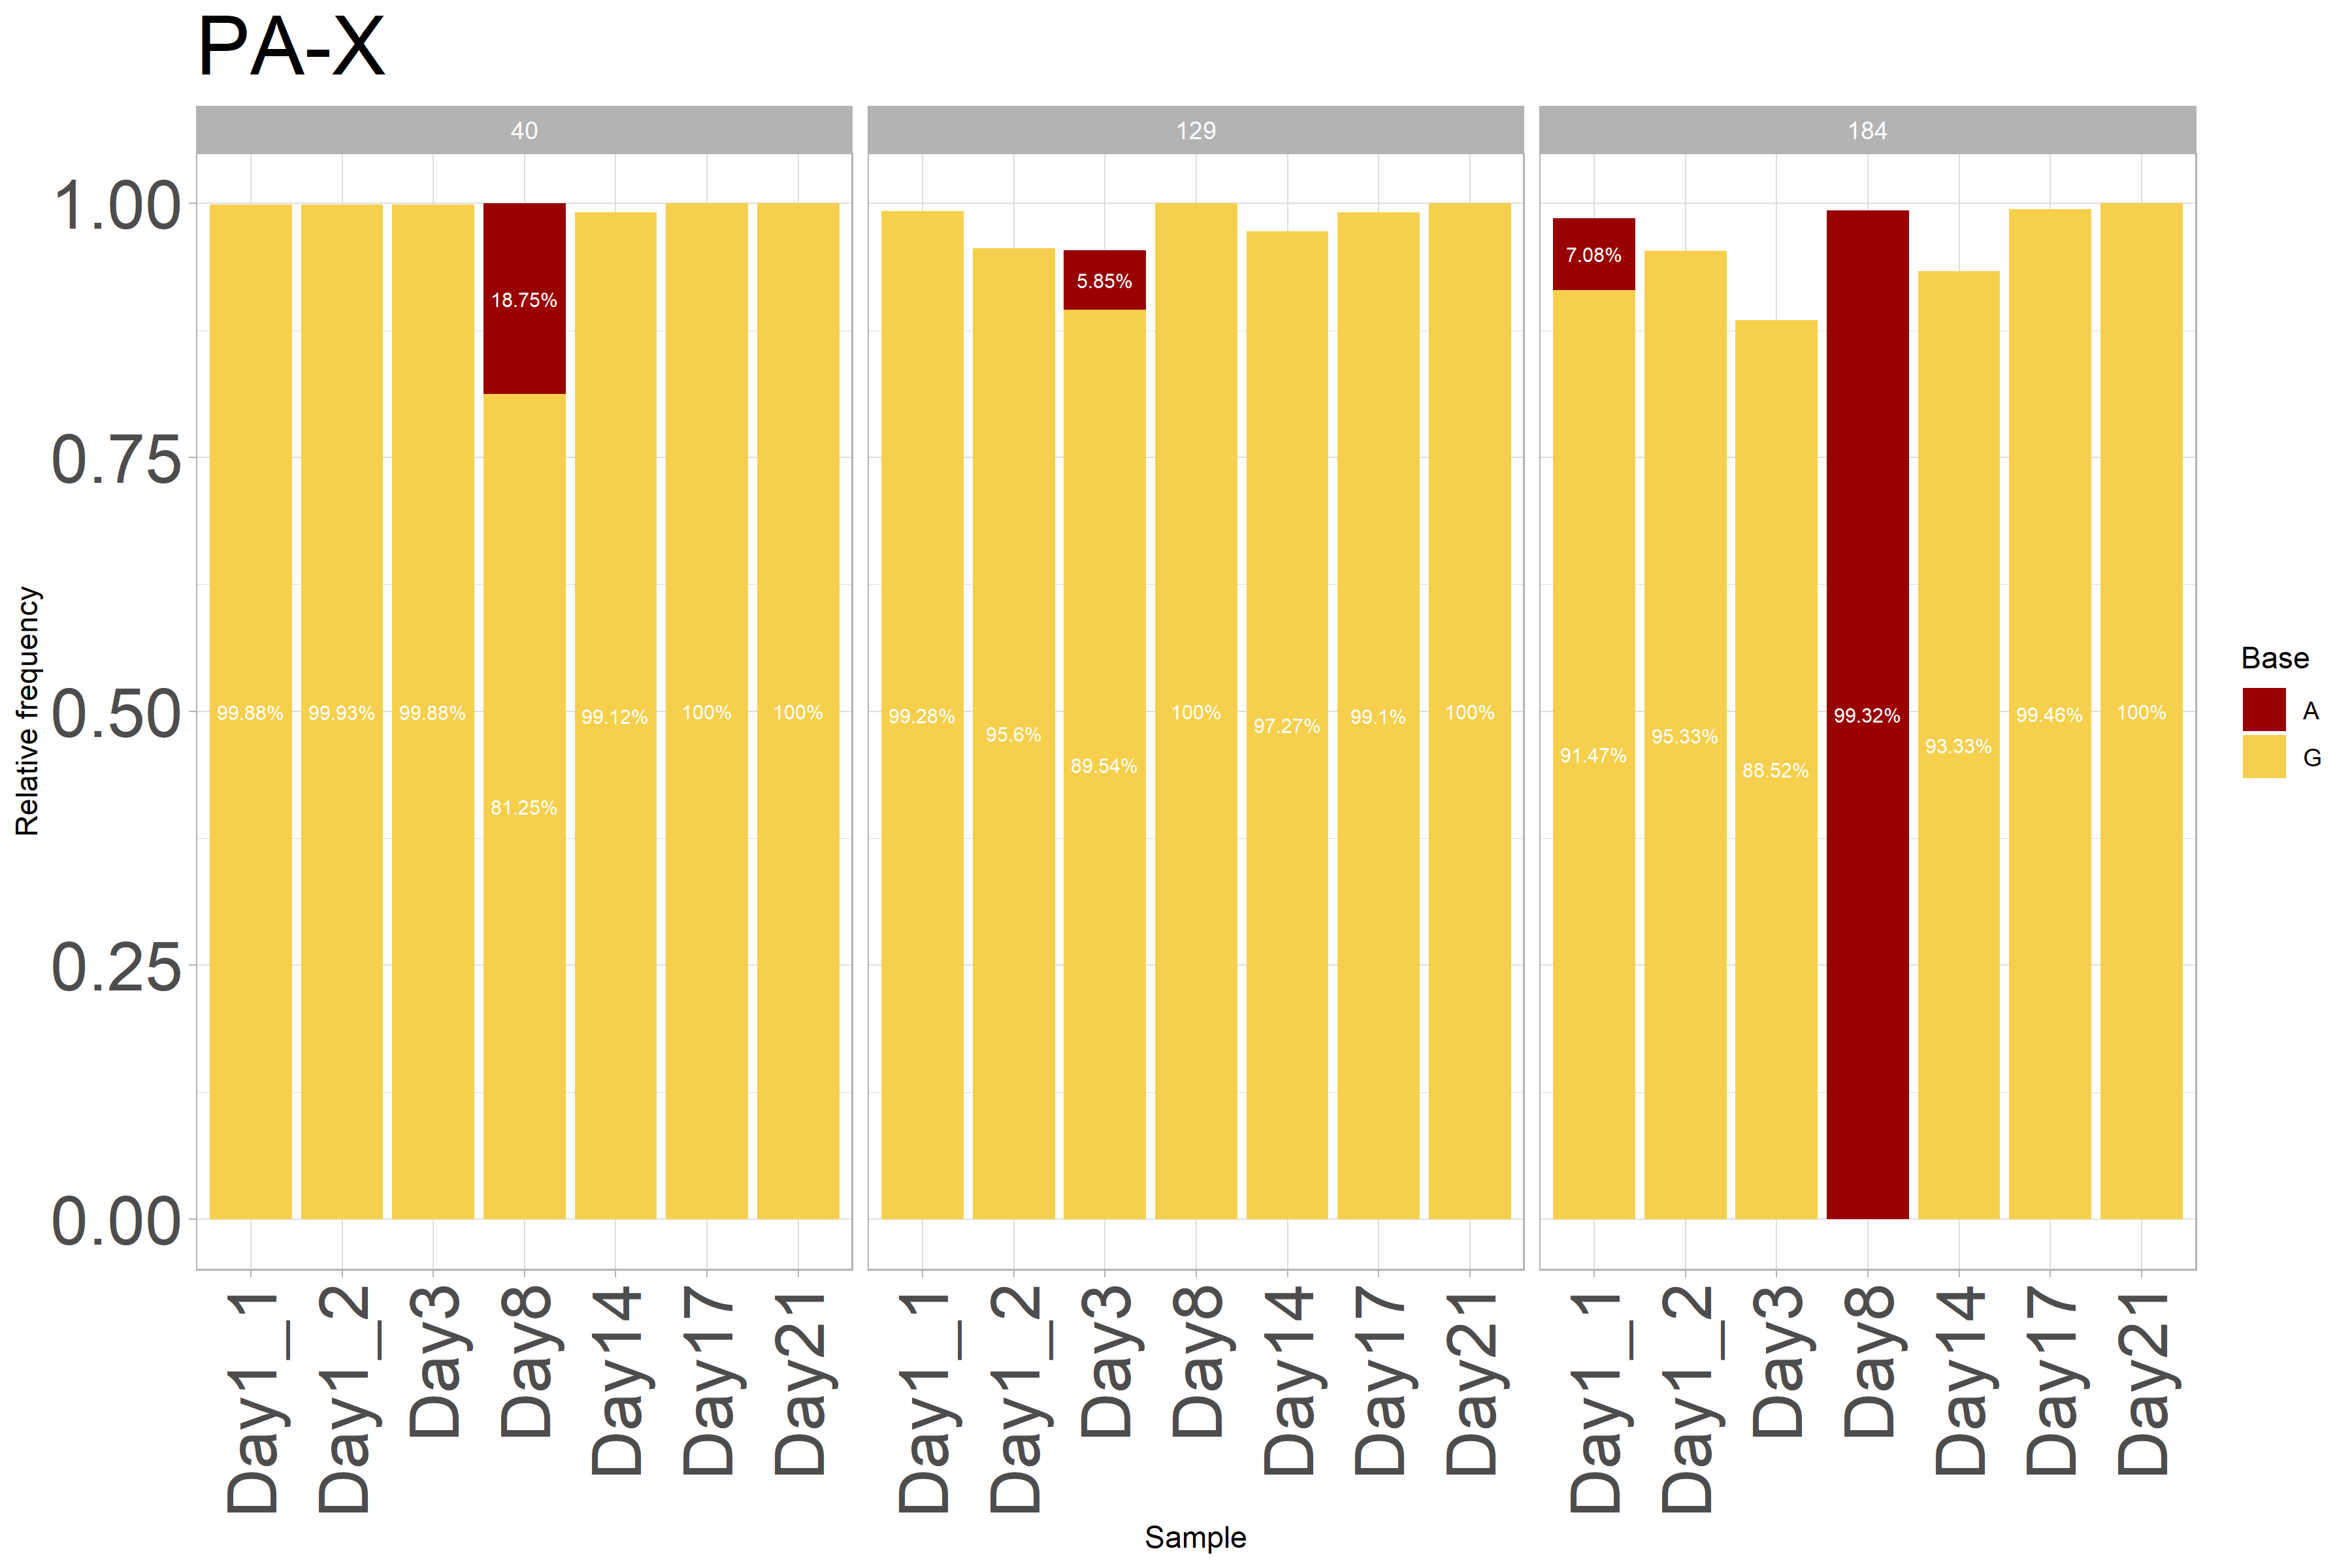 PA-X
40 129 184
1.00
0.75
0.50
0.25
0.00
Relative frequency
18.75% 5.85% 7.08%
99.88% 99.93% 99.88% 81.25% 99.12% 100% 100%
99.28% 95.6% 89.54% 100% 97.27% 99.1% 100%
91.47% 95.33% 88.52% 99.32% 93.33% 99.46% 100%
Base
A
G
Day1_1 Day1_2 Day3 Day8 Day14 Day17 Day21
Day1_1 Day1_2 Day3 Day8 Day14 Day17 Day21
Day1_1 Day1_2 Day3 Day8 Day14 Day17 Day21
Sample